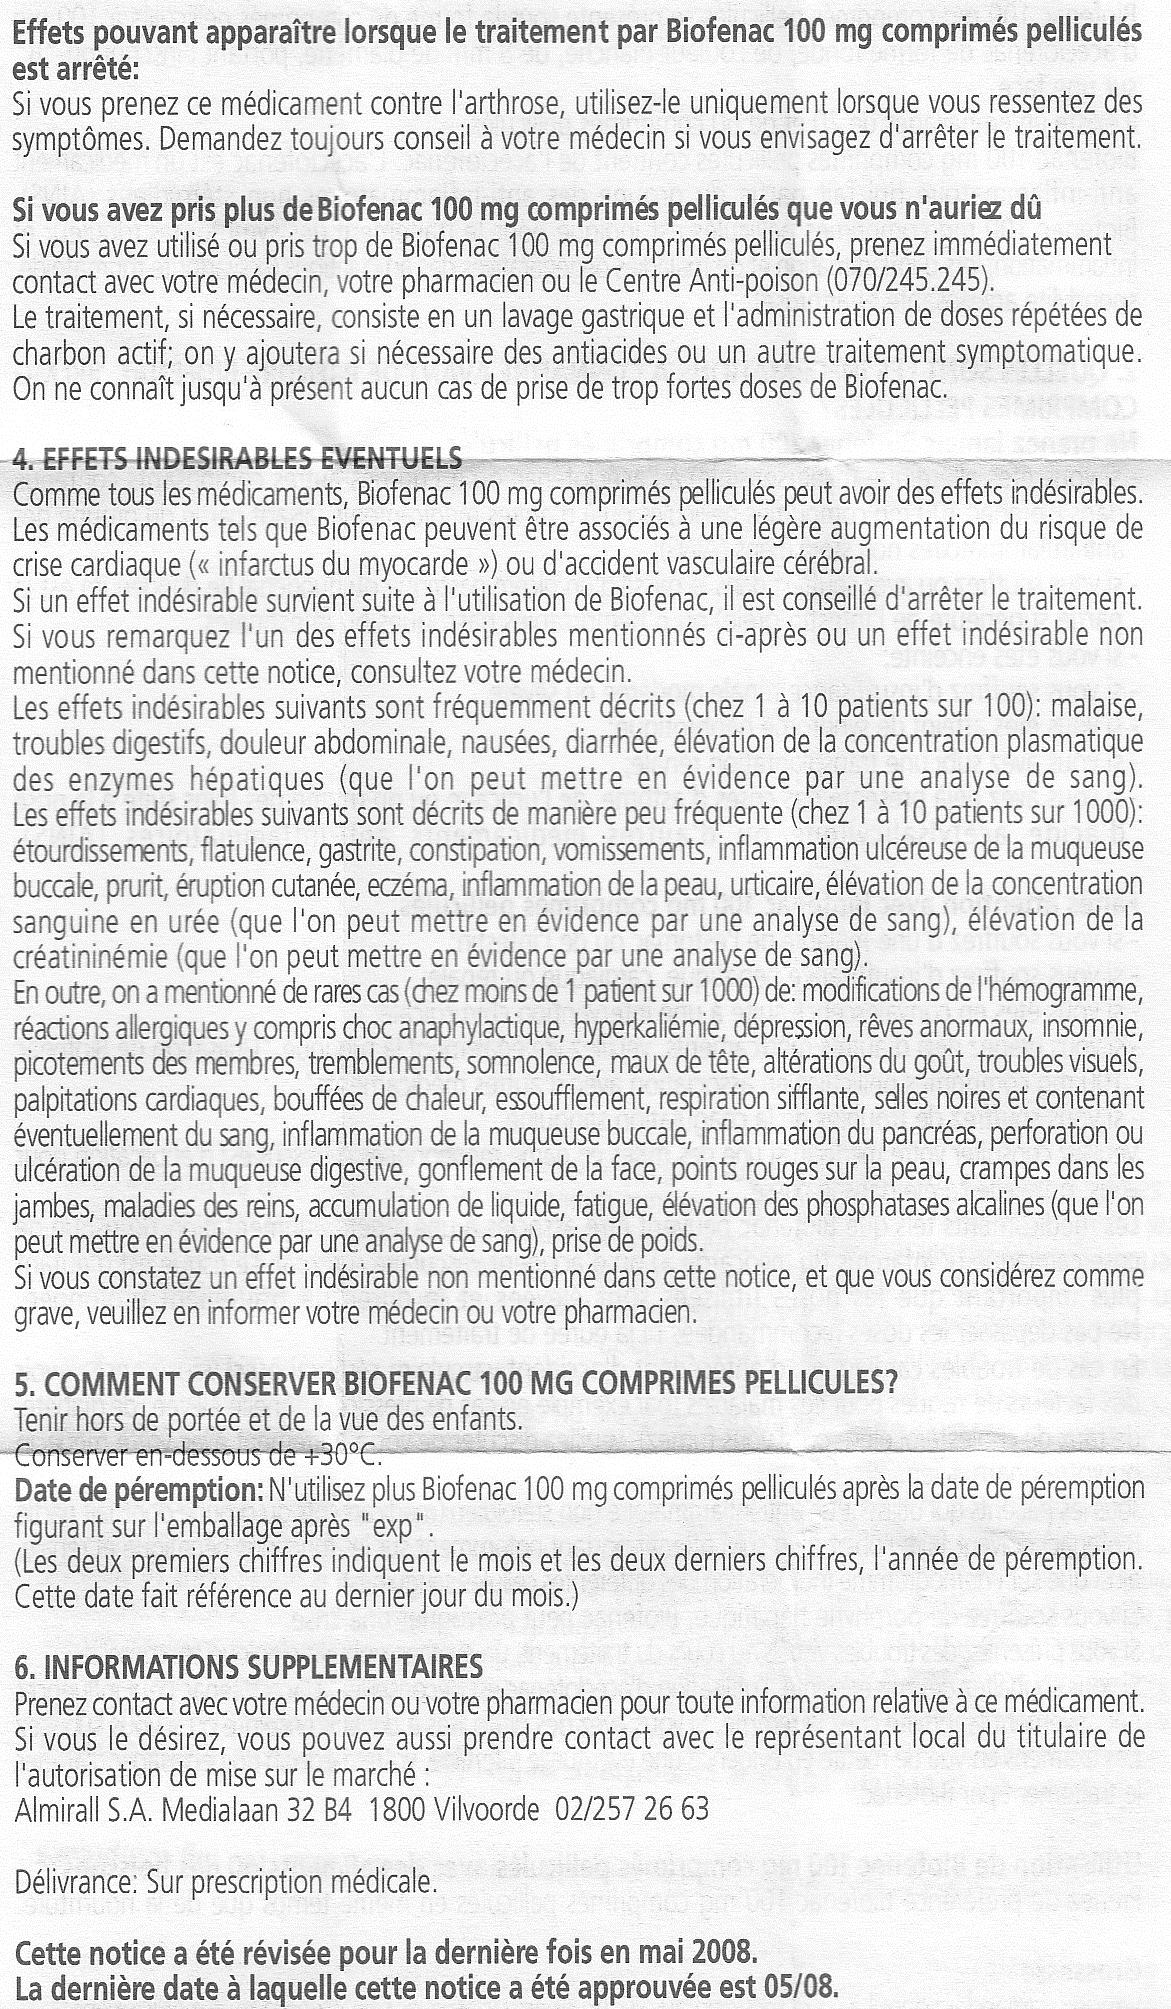 Effets pouvant apparaître lorsque le traitement par Biofenac 100 mg comprimés pelliculés
est arrêté:
Si vous prenez ce médicament contre l'arthrose, utilisez-le uniquement lorsque vous ressentez des
symptômes. Demandez toujours conseil à votre médecin si vous envisagez d'arrêter le traitement.
Si vous avez pris plus de Biofenac 100 mg comprimés pelliculés que vous n'auriez dû
Si vous avez utilisé ou pris trop de Biofenac 100 mg comprimés pelliculés, prenez immédiatement
contact avec votre médecin, votre pharmacien ou le Centre Anti-poison (070/245.245).
Le traitement, si nécessaire, consiste en un lavage gastrique et l'administration de doses répétées de
charbon actif; on y ajoutera si nécessaire des antiacides ou un autre traitement symptomatique.
On ne connaît jusqu'à présent aucun cas de prise de trop fortes doses de Biofenac.
4. EFFETS INDESIRABLES EVENTUELS
Comme tous les médicaments, Biofenac 100 mg comprimés pelliculés peut avoir des effets indésirables.
Les médicaments tels que Biofenac peuvent être associés à une légère augmentation du risque de
crise cardiaque (« infarctus du myocarde ») ou d'accident vasculaire cérébral.
Si un effet indésirable survient suite à l'utilisation de Biofenac, il est conseillé d'arrêter le traitement.
Si vous remarquez l'un des effets indésirables mentionnés ci-après ou un effet indésirable non
mentionné dans cette notice, consultez votre médecin.
Les effets indésirables suivants sont fréquemment décrits (chez 1 à 10 patients sur 100): malaise,
troubles digestifs, douleur abdominale, nausées, diarrhée, élévation de la concentration plasmatique
des enzymes hépatiques (que l'on peut mettre en évidence par une analyse de sang).
Les effets indésirables suivants sont décrits de manière peu fréquente (chez 1 à 10 patients sur 1000):
étourdissements, flatulence, gastrite, constipation, vomissements, inflammation ulcéreuse de la muqueuse
buccale, prurit, éruption cutanée, eczéma, inflammation de la peau, urticaire, élévation de la concentration
sanguine en urée (que l'on peut mettre en évidence par une analyse de sang), élévation de la
créatininémie (que l'on peut mettre en évidence par une analyse de sang).
En outre, on a mentionné de rares cas (chez moins de 1 patient sur 1000) de: modifications de l'hémogramme,
réactions allergiques y compris choc anaphylactique, hyperkaliémie, dépression, rêves anormaux, insomnie,
picotements des membres, tremblements, somnolence, maux de tête, altérations du goût, troubles visuels,
palpitations cardiaques, bouffées de chaleur, essoufflement, respiration sifflante, selles noires et contenant
éventuellement du sang, inflammation de la muqueuse buccale, inflammation du pancréas, perforation ou
ulcération de la muqueuse digestive, gonflement de la face, points rouges sur la peau, crampes dans les
jambes, maladies des reins, accumulation de liquide, fatigue, élévation des phosphatases alcalines (que l'on
peut mettre en évidence par une analyse de sang), prise de poids.
Si vous constatez un effet indésirable non mentionné dans cette notice, et que vous considérez comme
grave, veuillez en informer votre médecin ou votre pharmacien.
5. COMMENT CONSERVER BIOFENAC 100 MG COMPRIMES PELLICULES?
Tenir hors de portée et de la vue des enfants.
Conserver en-dessous de +30°C.
Date de péremption: N'utilisez plus Biofenac 100 mg comprimés pelliculés après la date de péremption
figurant sur l'emballage après "exp".
(Les deux premiers chiffres indiquent le mois et les deux derniers chiffres, l'année de péremption.
Cette date fait référence au dernier jour du mois.)
6. INFORMATIONS SUPPLEMENTAIRES
Prenez contact avec votre médecin ou votre pharmacien pour toute information relative à ce médicament.
Si vous le désirez, vous pouvez aussi prendre contact avec le représentant local du titulaire de
l'autorisation de mise sur le marché :
Almirall S.A. Medialaan 32 B4 1800 Vilvoorde 02/257 26 63
Délivrance: Sur prescription médicale.
Cette notice a été révisée pour la dernière fois en mai 2008.
La dernière date à laquelle cette notice a été approuvée est 05/08.